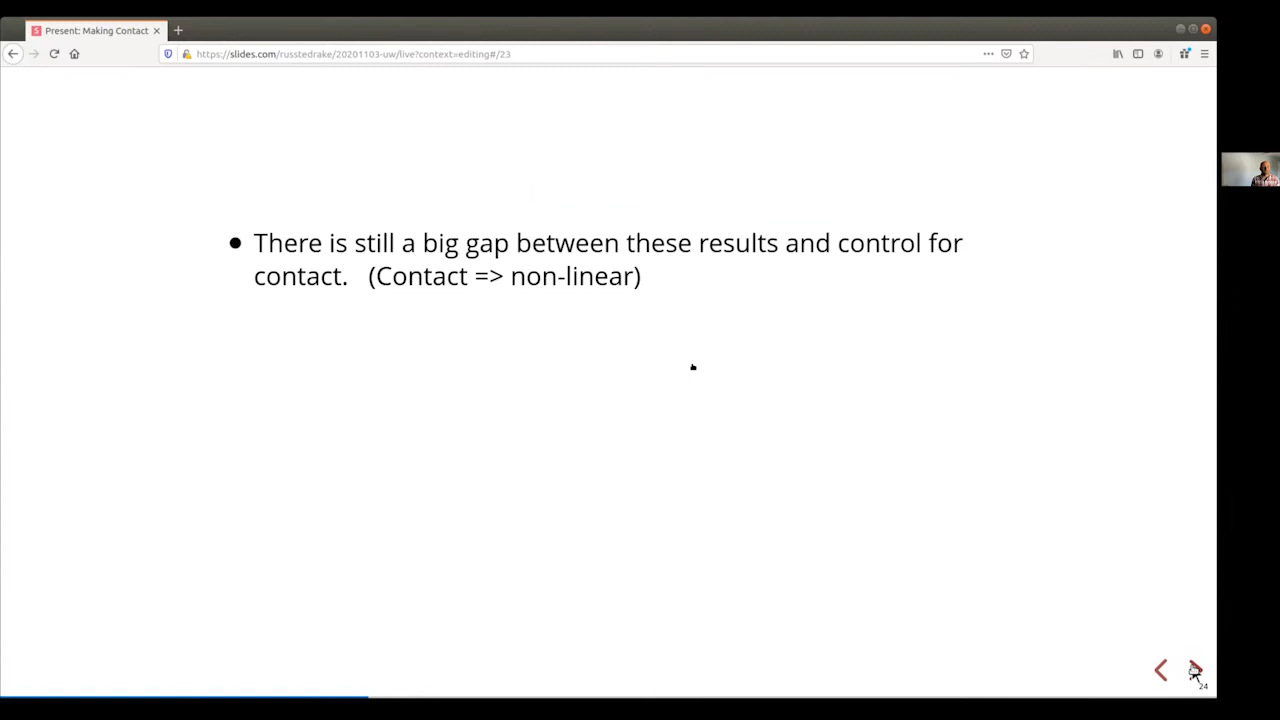 Present: Making Contact
https://slides.com/russtedrake/20201103-uw/live?context=editing#/23
There is still a big gap between these results and control for
contact. (Contact => non-linear)
24